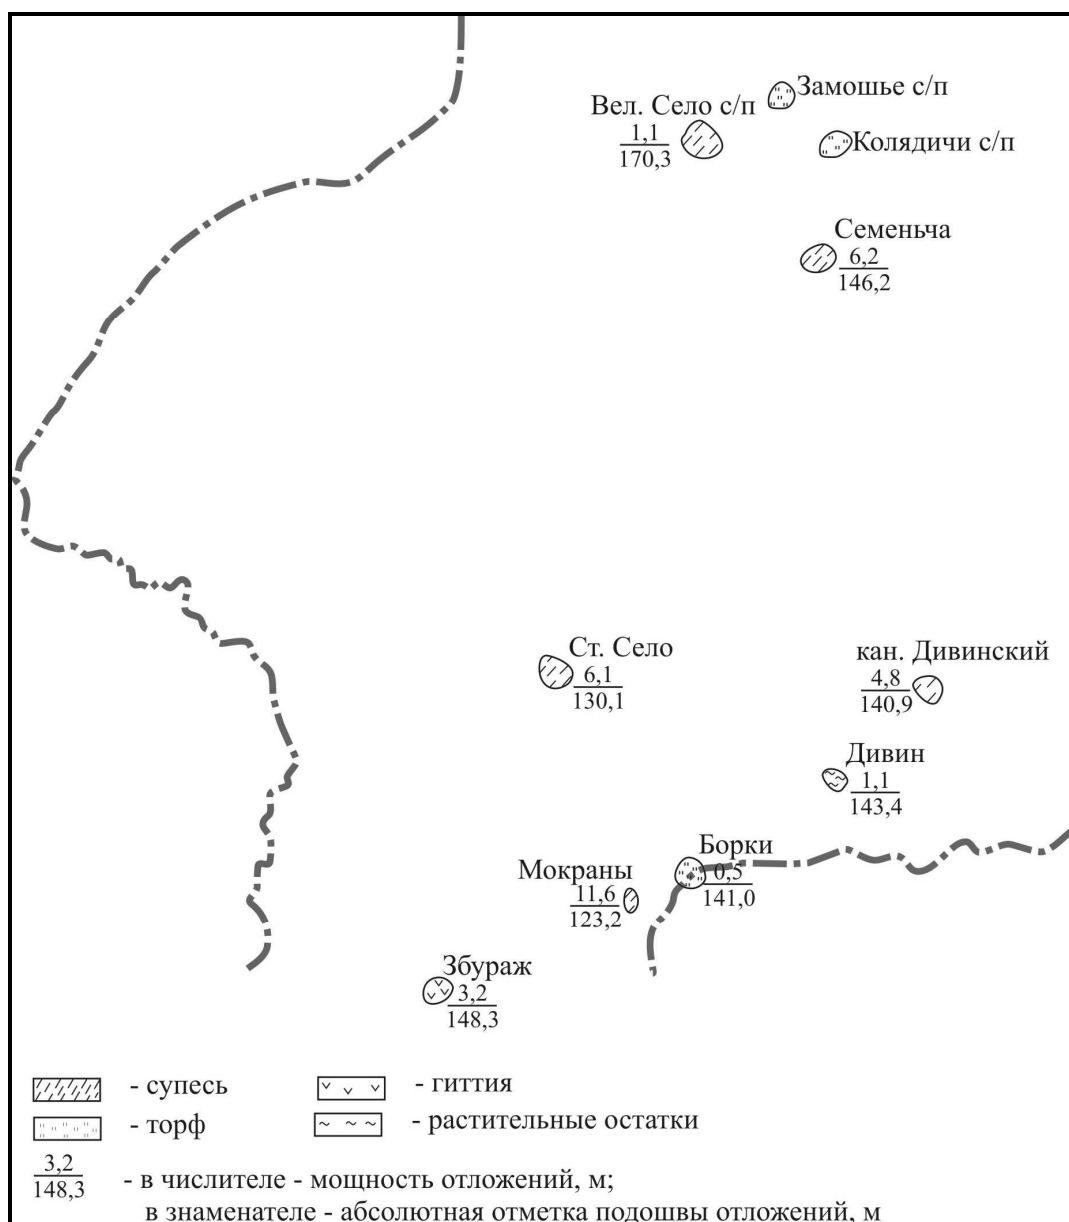 Замошье с/п
Вел. Село с/п
1,1
170,3
Колядичи с/п
Семеньча
6,2
146,2
Ст. Село
6,1
130,1
кан. Дивинский
4,8
140,9
Дивин
1,1
143,4
Борки
0,5
141,0
Мокраны
11,6
123,2
Збураж
3,2
148,3
- супесь
- гиттия
- торф
- растительные остатки
3,2
148,3
- в числителе - мощность отложений, м;
в знаменателе - абсолютная отметка подошвы отложений, м